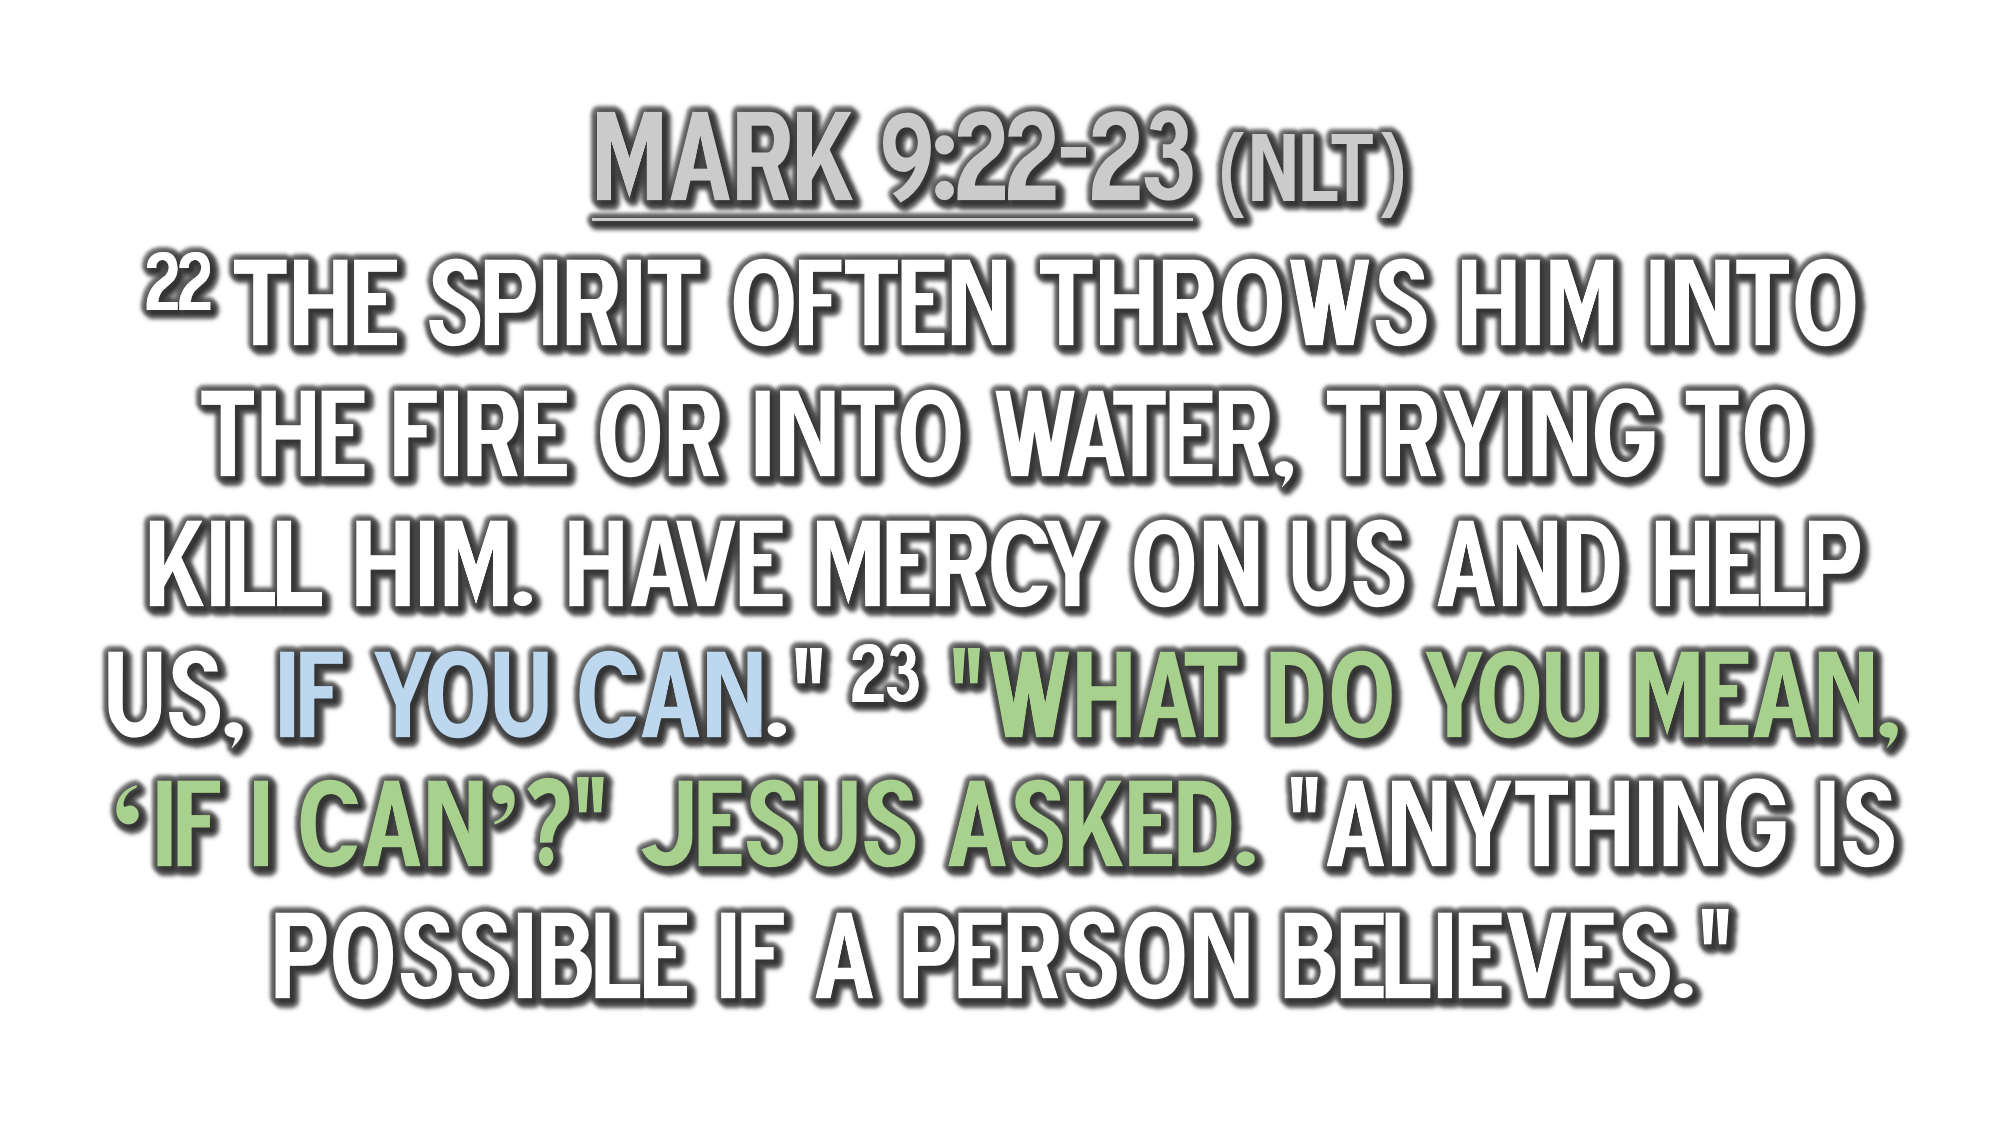 MARK 9:22-23 (NLT)
22 THE SPIRIT OFTEN THROWS HIM INTO
THE FIRE OR INTO WATER, TRYING TO
KILL HIM. HAVE MERCY ON US AND HELP
US, IF YOU CAN." 23 "WHAT DO YOU MEAN,
‘IF I CAN’?" JESUS ASKED. "ANYTHING IS
POSSIBLE IF A PERSON BELIEVES."